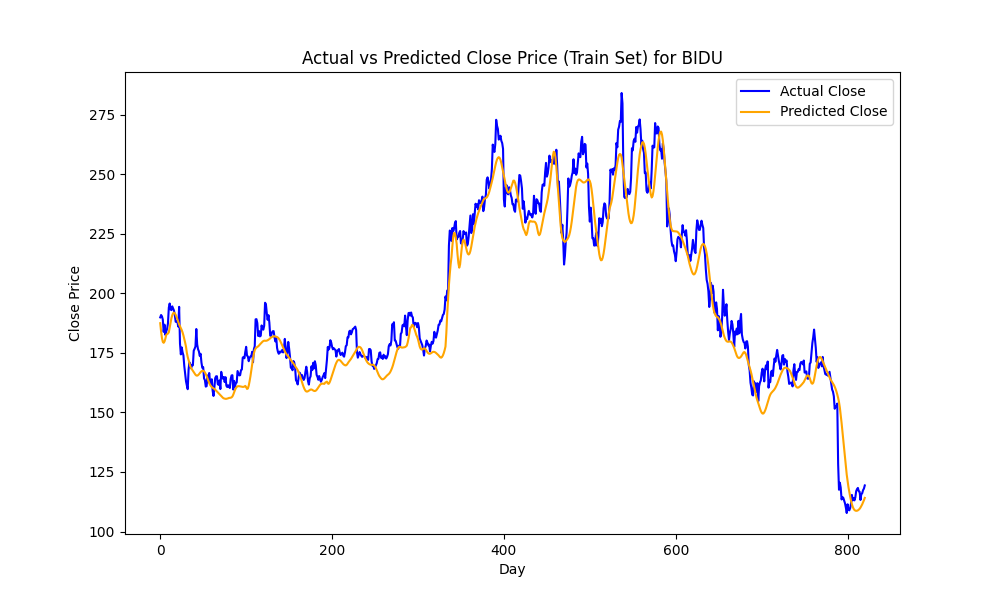 Actual vs Predicted Close Price (Train Set) for BIDU
Actual Close
Predicted Close
Close Price
275
250
225
200
175
150
125
100
0
200
400
600
800
Day